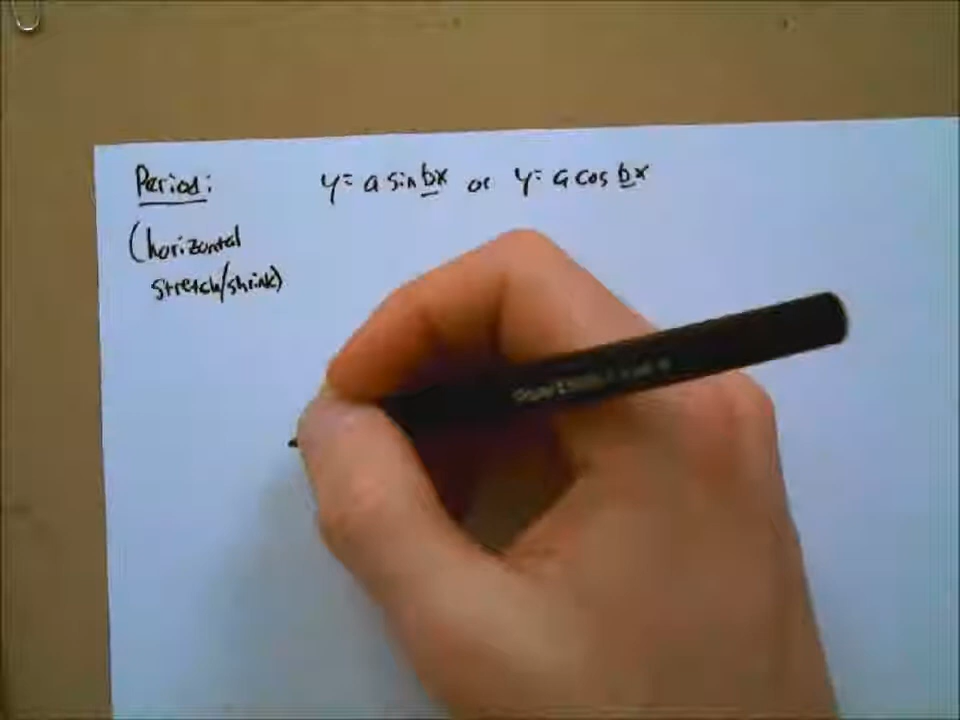 Period: y= a sin bx or y= a cos bx
(horizontal
stretch/shrink)